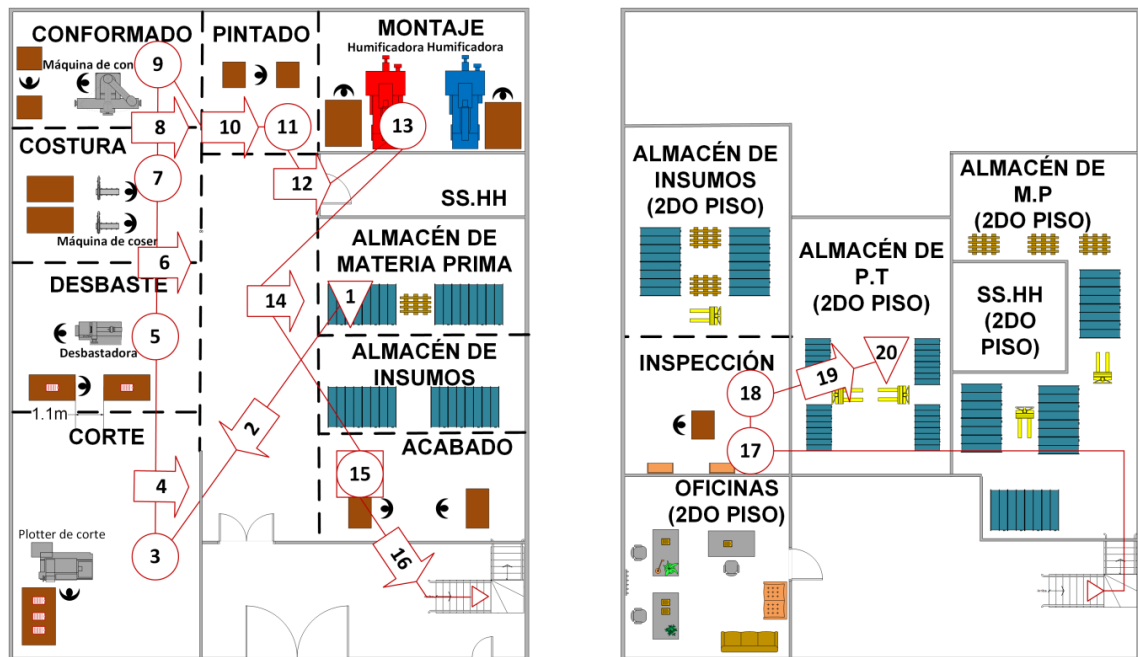 CONFORMADO
Máquina de con
9
8
PINTADO
10
11
MONTAJE
Humificadora Humificadora
13
12
COSTURA
7
Máquina de coser
6
SS.HH
DESBASTE
5
Desbastadora
1.1m
ALMACÉN DE
MATERIA PRIMA
1
14
ALMACÉN DE
INSUMOS
2
CORTE
4
3
Plotter de corte
ACABADO
15
16
ALMACÉN DE
INSUMOS
(2DO PISO)
ALMACÉN DE
P.T
(2DO PISO)
ALMACÉN DE
M.P
(2DO PISO)
SS.HH
(2DO
PISO)
INSPECCIÓN
18
19
20
17
OFICINAS
(2DO PISO)